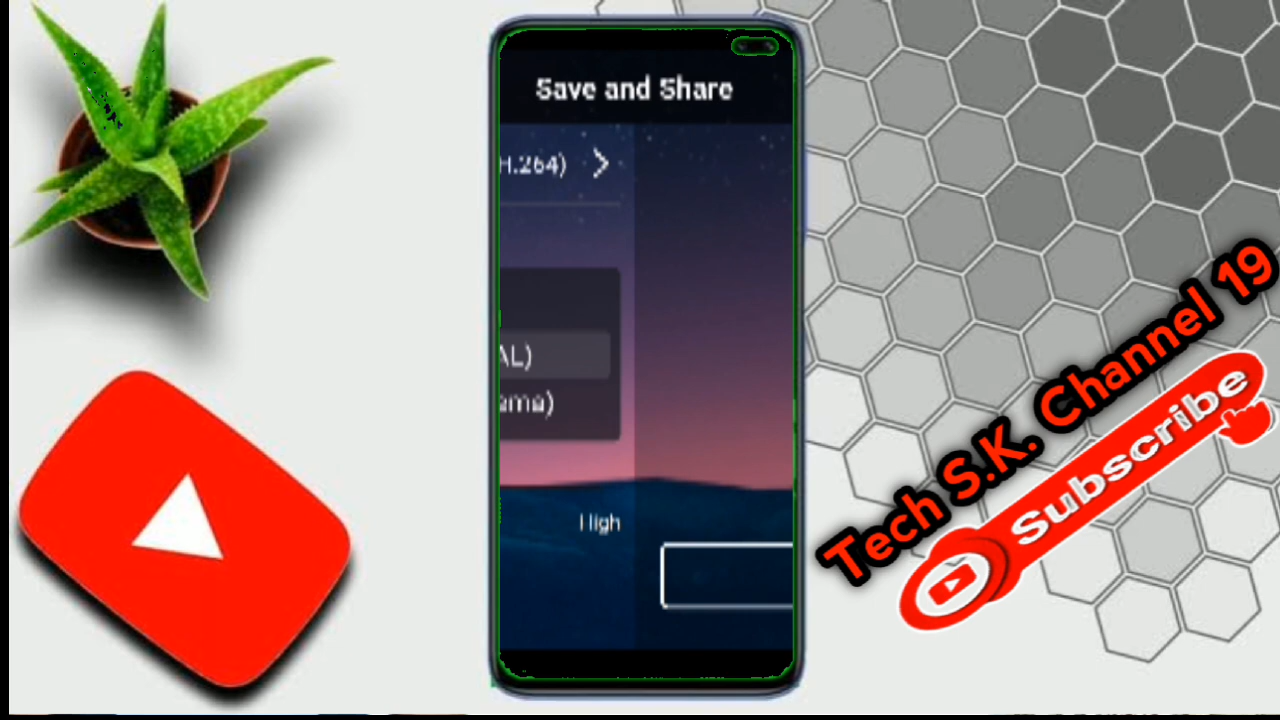 Save and Share
H.264)
AL)
ama)
High
Tech S.K. Channel 19
Subscribe